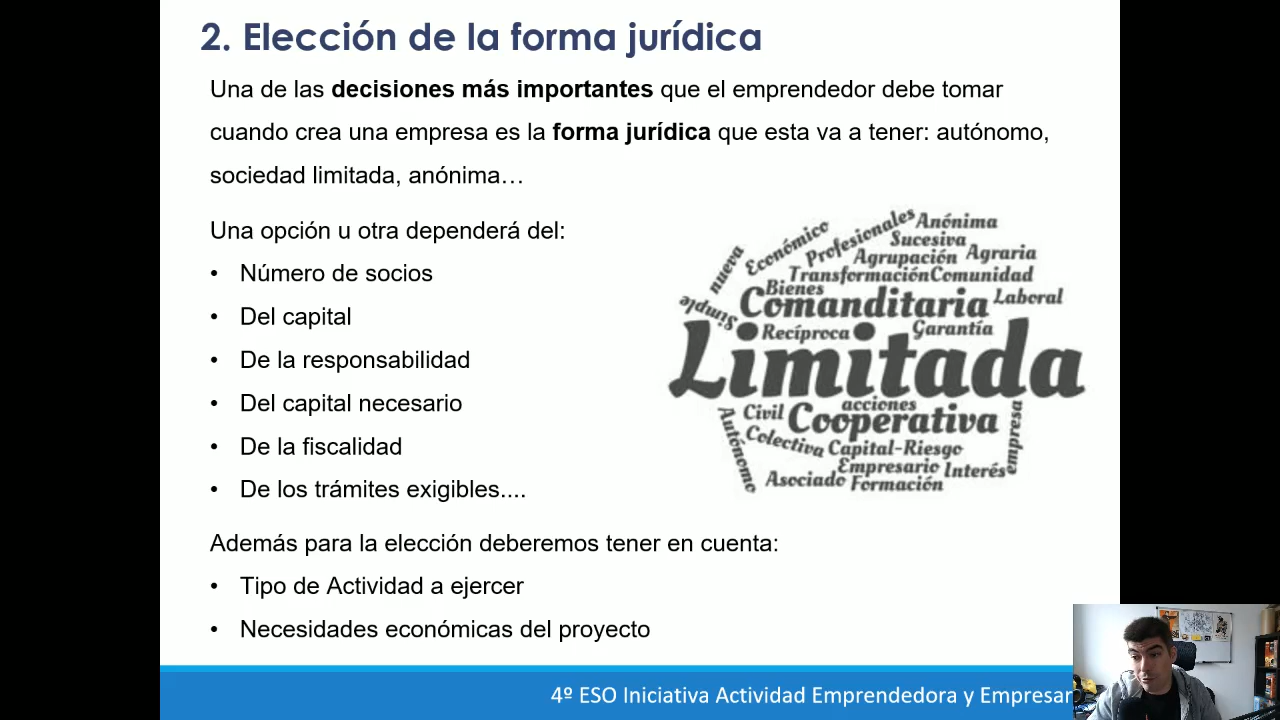 2. Elección de la forma jurídica
Una de las decisiones más importantes que el emprendedor debe tomar
cuando crea una empresa es la forma jurídica que esta va a tener: autónomo,
sociedad limitada, anónima…
Una opción u otra dependerá del:
• Número de socios
• Del capital
• De la responsabilidad
• Del capital necesario
• De la fiscalidad
• De los trámites exigibles....
Además para la elección deberemos tener en cuenta:
• Tipo de Actividad a ejercer
• Necesidades económicas del proyecto
nueva
Económico
Profesionales
Anónima
Sucesiva
Agrupación
Agraria
Transformación
Comunidad
Bienes
Simple
Comanditaria
Laboral
Recíproca
Garantía
Limitada
acciones
Civil
Cooperativa
Autónomo
Colectiva
Capital-Riesgo
empresa
Empresario
Interés
Asociado
Formación
4º ESO Iniciativa Actividad Emprendedora y Empresar